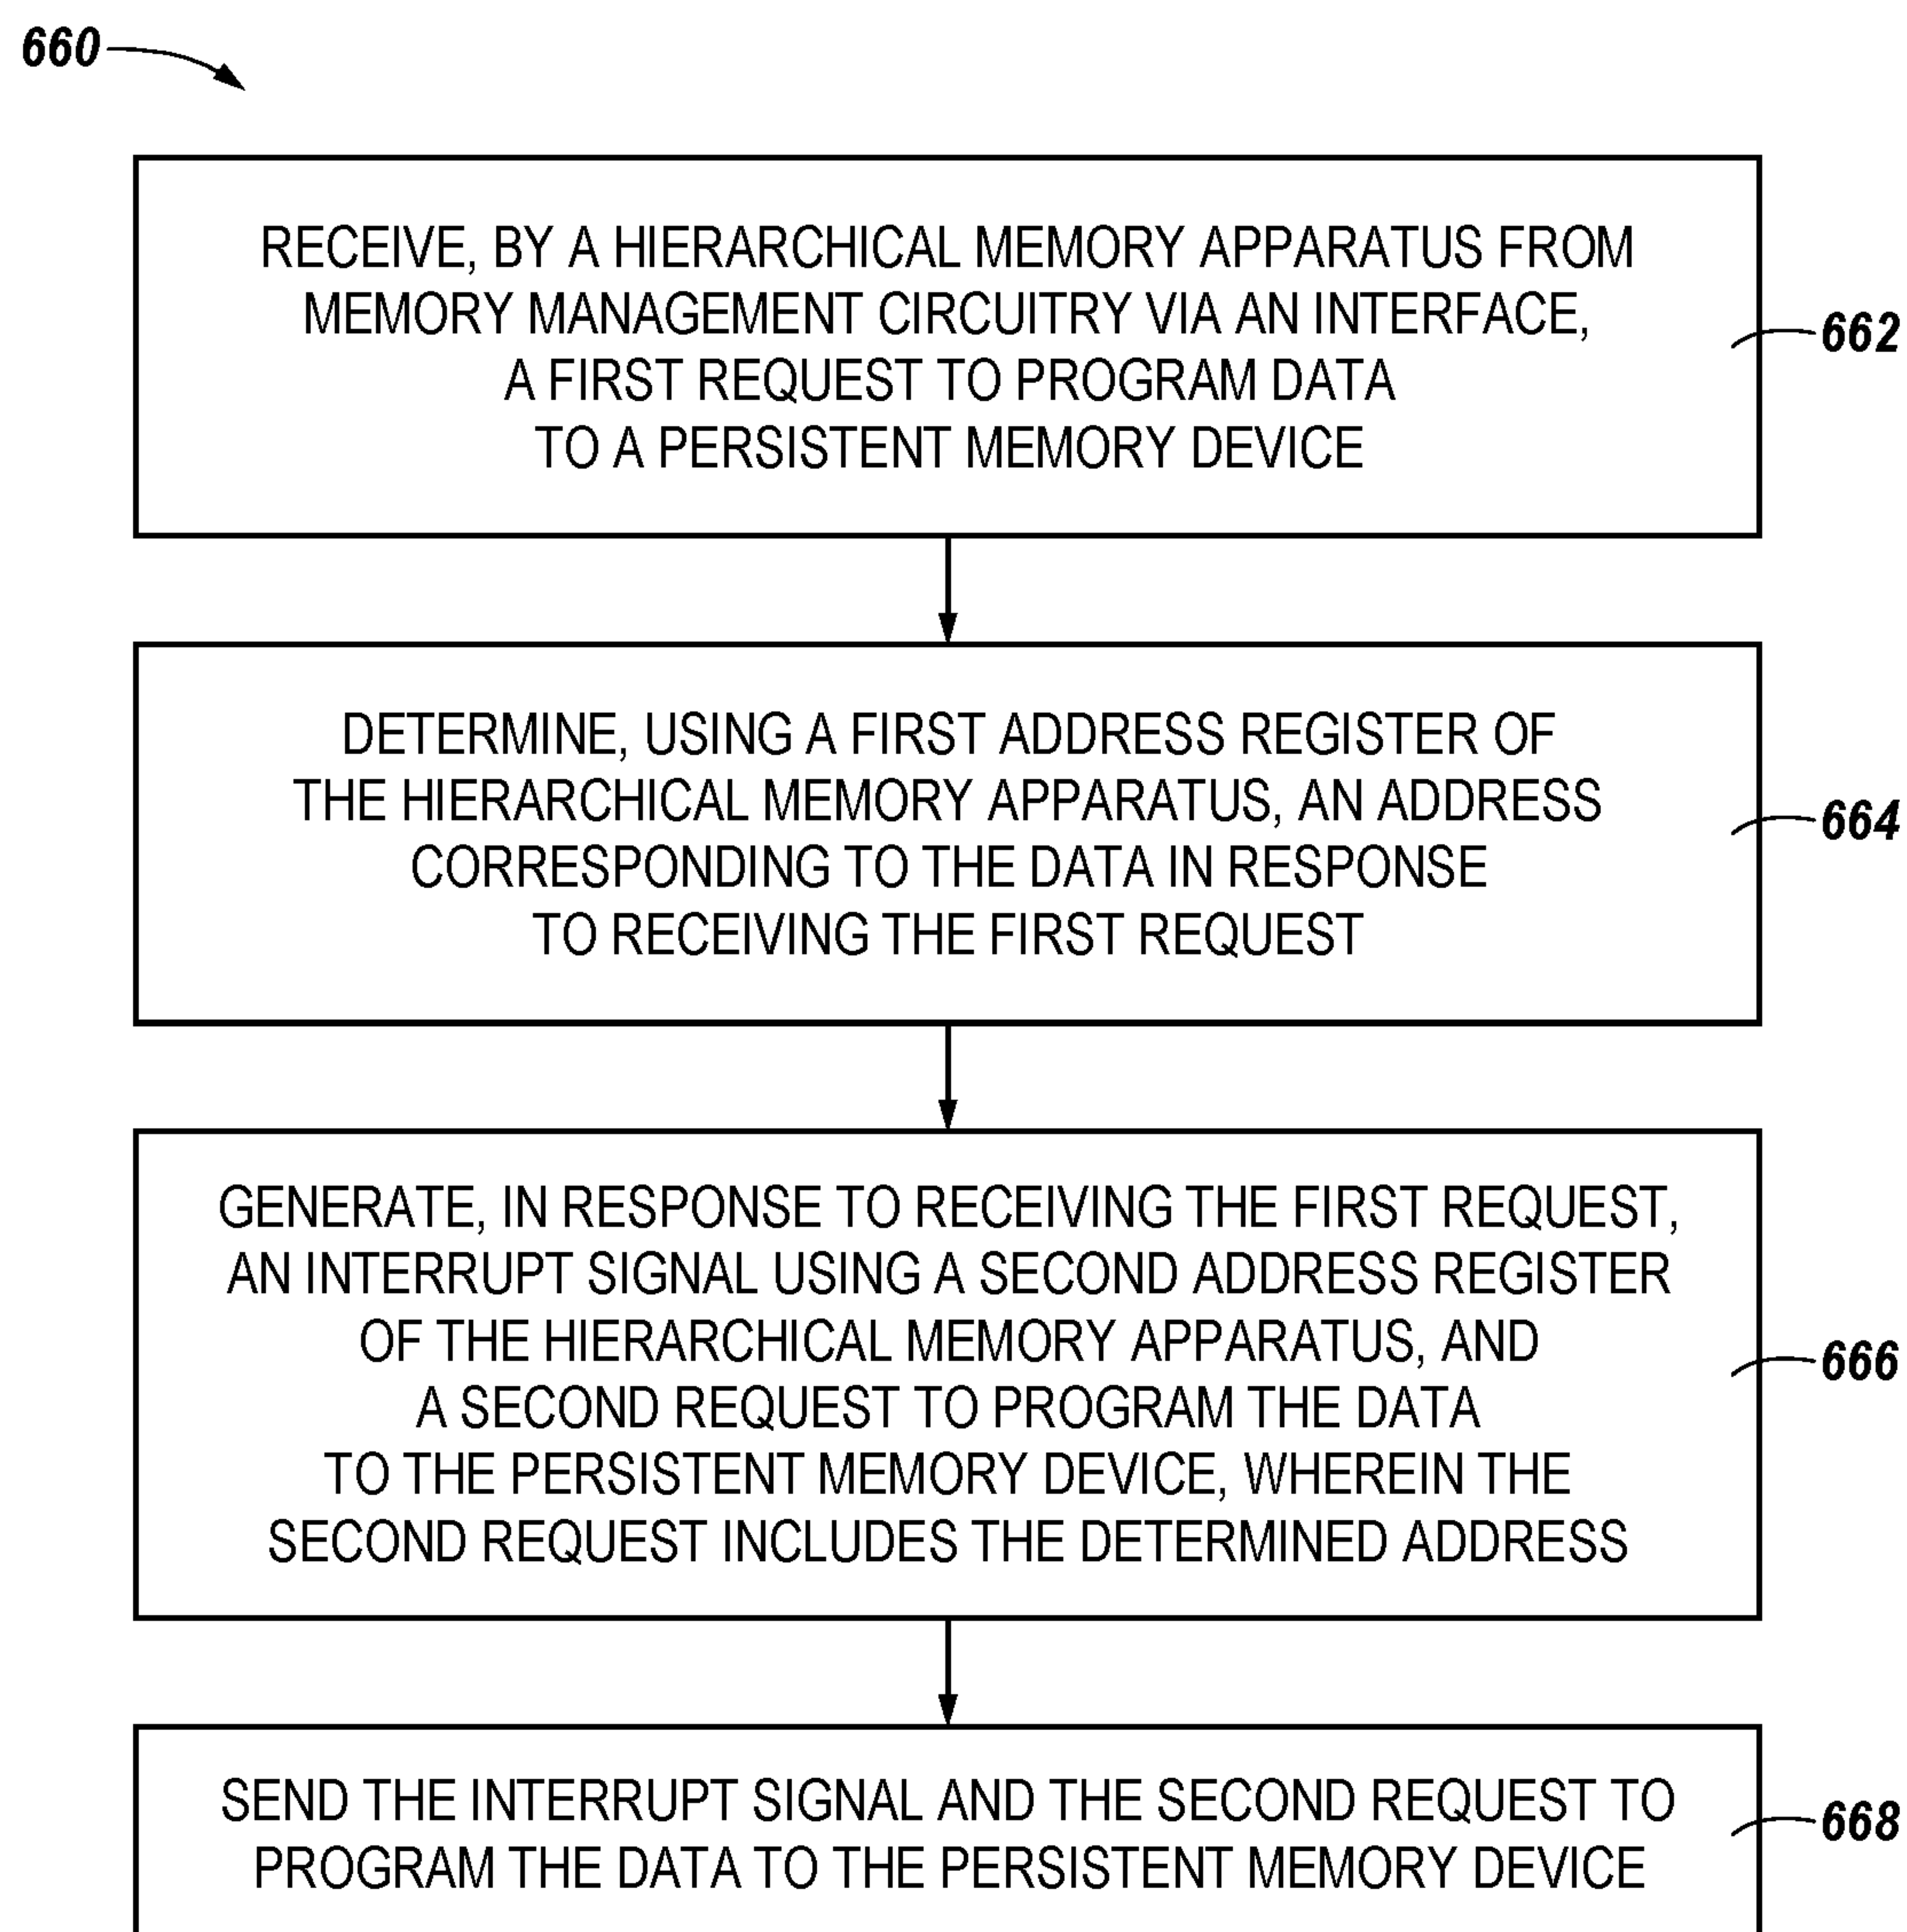 660
RECEIVE, BY A HIERARCHICAL MEMORY APPARATUS FROM
MEMORY MANAGEMENT CIRCUITRY VIA AN INTERFACE,
A FIRST REQUEST TO PROGRAM DATA
TO A PERSISTENT MEMORY DEVICE
662
DETERMINE, USING A FIRST ADDRESS REGISTER OF
THE HIERARCHICAL MEMORY APPARATUS, AN ADDRESS
CORRESPONDING TO THE DATA IN RESPONSE
TO RECEIVING THE FIRST REQUEST
664
GENERATE, IN RESPONSE TO RECEIVING THE FIRST REQUEST,
AN INTERRUPT SIGNAL USING A SECOND ADDRESS REGISTER
OF THE HIERARCHICAL MEMORY APPARATUS, AND
A SECOND REQUEST TO PROGRAM THE DATA
TO THE PERSISTENT MEMORY DEVICE, WHEREIN THE
SECOND REQUEST INCLUDES THE DETERMINED ADDRESS
666
SEND THE INTERRUPT SIGNAL AND THE SECOND REQUEST TO
PROGRAM THE DATA TO THE PERSISTENT MEMORY DEVICE
668